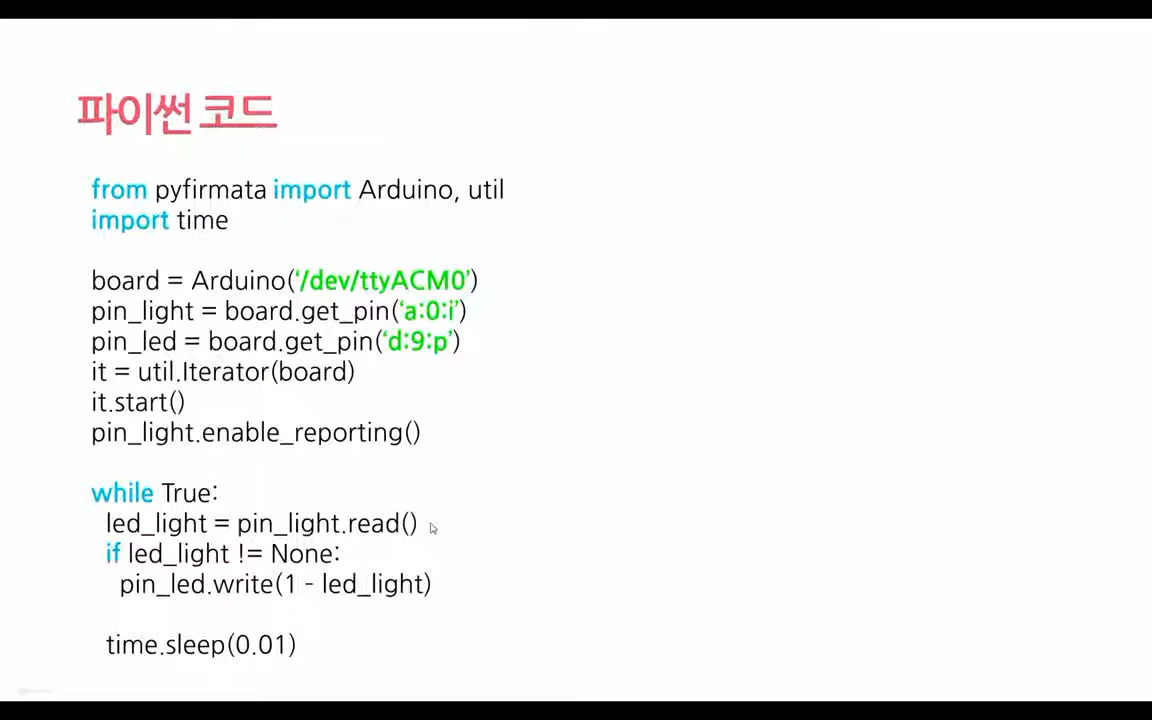 파이썬 코드
from pyfirmata import Arduino, util
import time
board = Arduino(‘/dev/ttyACM0’)
pin_light = board.get_pin(‘a:0:i’)
pin_led = board.get_pin(‘d:9:p’)
it = util.Iterator(board)
it.start()
pin_light.enable_reporting()
while True:
led_light = pin_light.read()
if led_light != None:
pin_led.write(1 - led_light)
time.sleep(0.01)